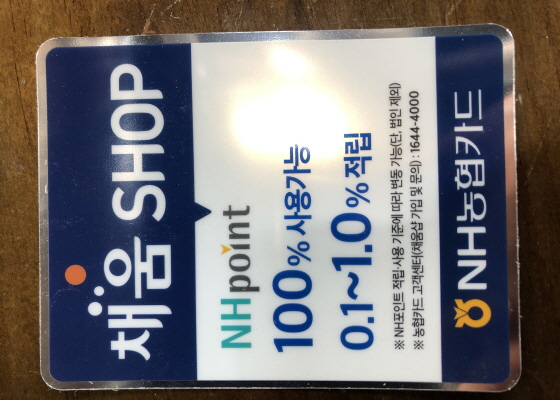 채움 SHOP
NHpoint
100% 사용가능
0.1~1.0% 적립
※ NH포인트 적립·사용 기준에 따라 변동 가능(단, 법인 제외)
※ 농협카드 고객센터(채움샵 가입 및 문의) : 1644-4000
NH농협카드